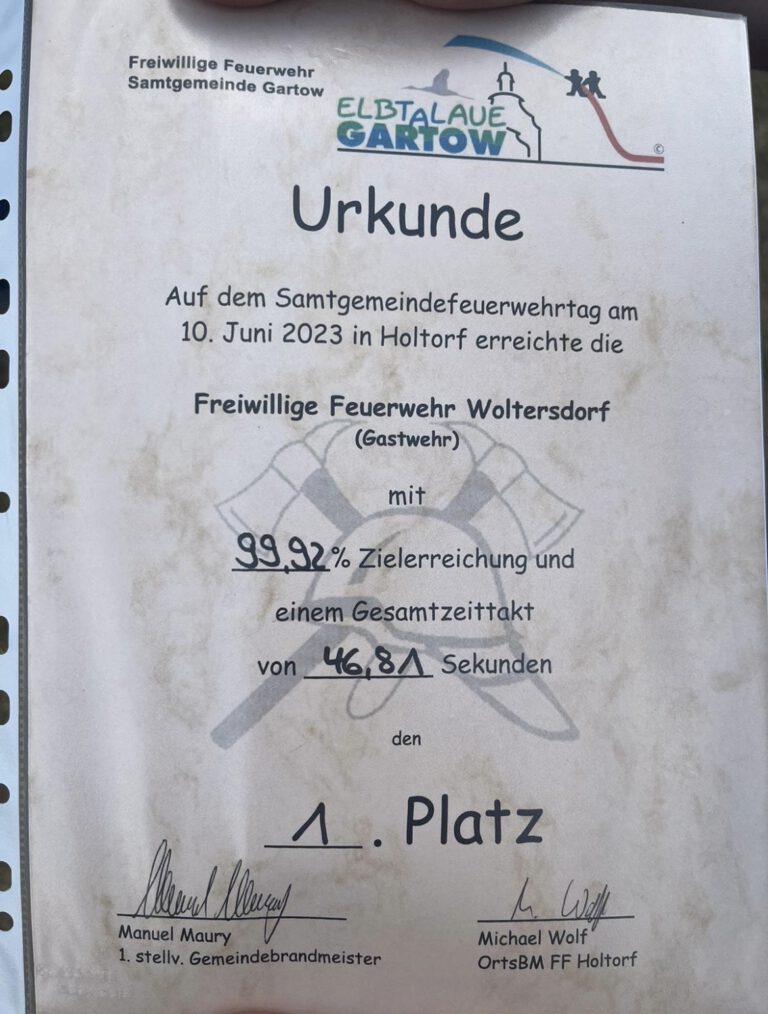 Freiwillige Feuerwehr
Samtgemeinde Gartow
ELBTALAUE
GARTOW
©
Urkunde
Auf dem Samtgemeindefeuerwehrtag am
10. Juni 2023 in Holtorf erreichte die
Freiwillige Feuerwehr Woltersdorf
(Gastwehr)
mit
99,92% Zielerreichung und
einem Gesamtzeittakt
von 46,81 Sekunden
den
1. Platz
Manuel Maury
1. stellv. Gemeindebrandmeister
M. Wolf
Michael Wolf
OrtsBM FF Holtorf